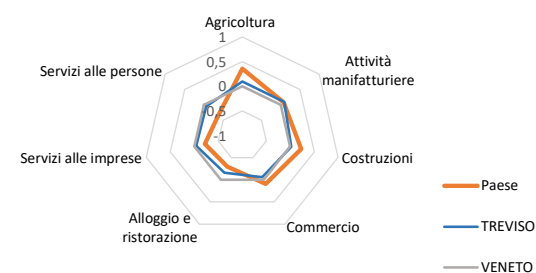 Agricoltura
1
0,5
0
-0,5
-1
Attività
manifatturiere
Costruzioni
Commercio
Alloggio e
ristorazione
Servizi alle imprese
Servizi alle persone
Paese
TREVISO
VENETO